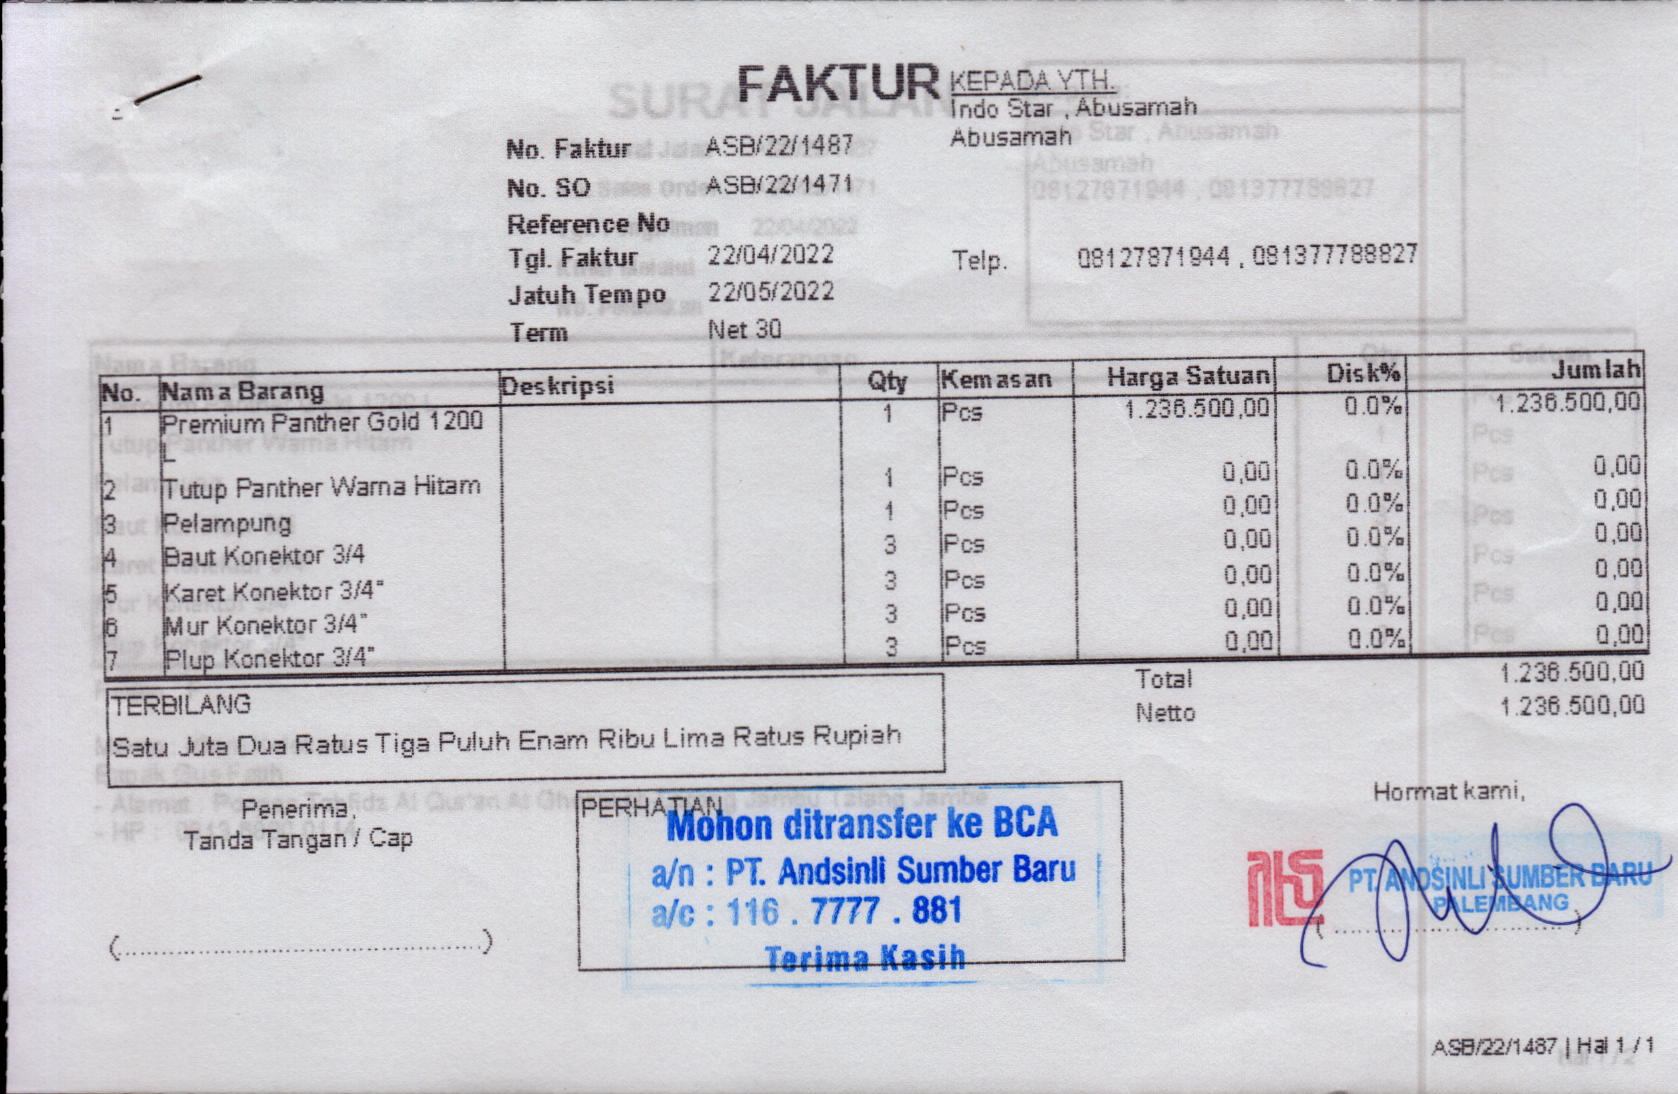 FAKTUR
KEPADA YTH.
Indo Star , Abusamah
Abusamah
No. Faktur ASB/22/1487
No. SO ASB/22/1471
Reference No
Tgl. Faktur 22/04/2022
Telp. 08127871944 , 081377788827
Jatuh Tempo 22/05/2022
Term Net 30
No. Nama Barang Deskripsi Qty Kemasan Harga Satuan Disk% Jumlah
1 Premium Panther Gold 1200 1 Pcs 1.236.500,00 0.0% 1.236.500,00
L
2 Tutup Panther Warna Hitam 1 Pcs 0,00 0.0% 0,00
3 Pelampung 1 Pcs 0,00 0.0% 0,00
4 Baut Konektor 3/4 3 Pcs 0,00 0.0% 0,00
5 Karet Konektor 3/4" 3 Pcs 0,00 0.0% 0,00
6 Mur Konektor 3/4" 3 Pcs 0,00 0.0% 0,00
7 Plup Konektor 3/4" 3 Pcs 0,00 0.0% 0,00
Total 1.236.500,00
Netto 1.236.500,00
TERBILANG
Satu Juta Dua Ratus Tiga Puluh Enam Ribu Lima Ratus Rupiah
Penerima,
Tanda Tangan / Cap
(....................................................)
PERHATIAN
Mohon ditransfer ke BCA
a/n : PT. Andsinli Sumber Baru
a/c : 116 . 7777 . 881
Terima Kasih
Hormat kami,
PT. ANDSINLI SUMBER BARU
PALEMBANG
(....................................)
ASB/22/1487 | Hal 1 / 1